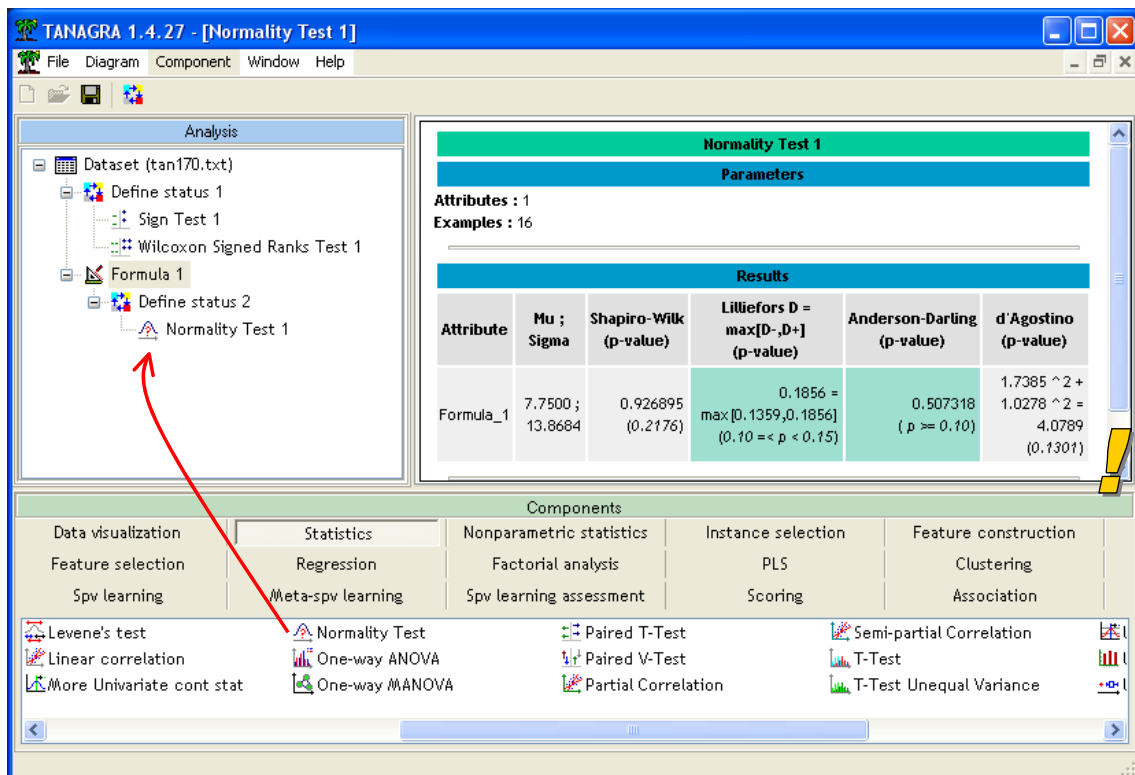 TANAGRA 1.4.27 - [Normality Test 1]
File Diagram Component Window Help
Analysis
Dataset (tan170.txt)
Define status 1
Sign Test 1
Wilcoxon Signed Ranks Test 1
Formula 1
Define status 2
Normality Test 1
Normality Test 1
Parameters
Attributes : 1
Examples : 16
Results
Attribute
Mu ;
Sigma
Shapiro-Wilk
(p-value)
Lilliefors D =
max[D-,D+]
(p-value)
Anderson-Darling
(p-value)
d'Agostino
(p-value)
Formula_1
7.7500 ;
13.8684
0.926895
(0.2176)
0.1856 =
max[0.1359,0.1856]
(0.10 =< p < 0.15)
0.507318
( p >= 0.10)
1.7385 ^2 +
1.0278 ^2 =
4.0789
(0.1301)
!
Components
Data visualization Statistics Nonparametric statistics Instance selection Feature construction
Feature selection Regression Factorial analysis PLS Clustering
Spv learning Meta-spv learning Spv learning assessment Scoring Association
Levene's test Normality Test Paired T-Test Semi-partial Correlation
Linear correlation One-way ANOVA Paired V-Test T-Test
More Univariate cont stat One-way MANOVA Partial Correlation T-Test Unequal Variance